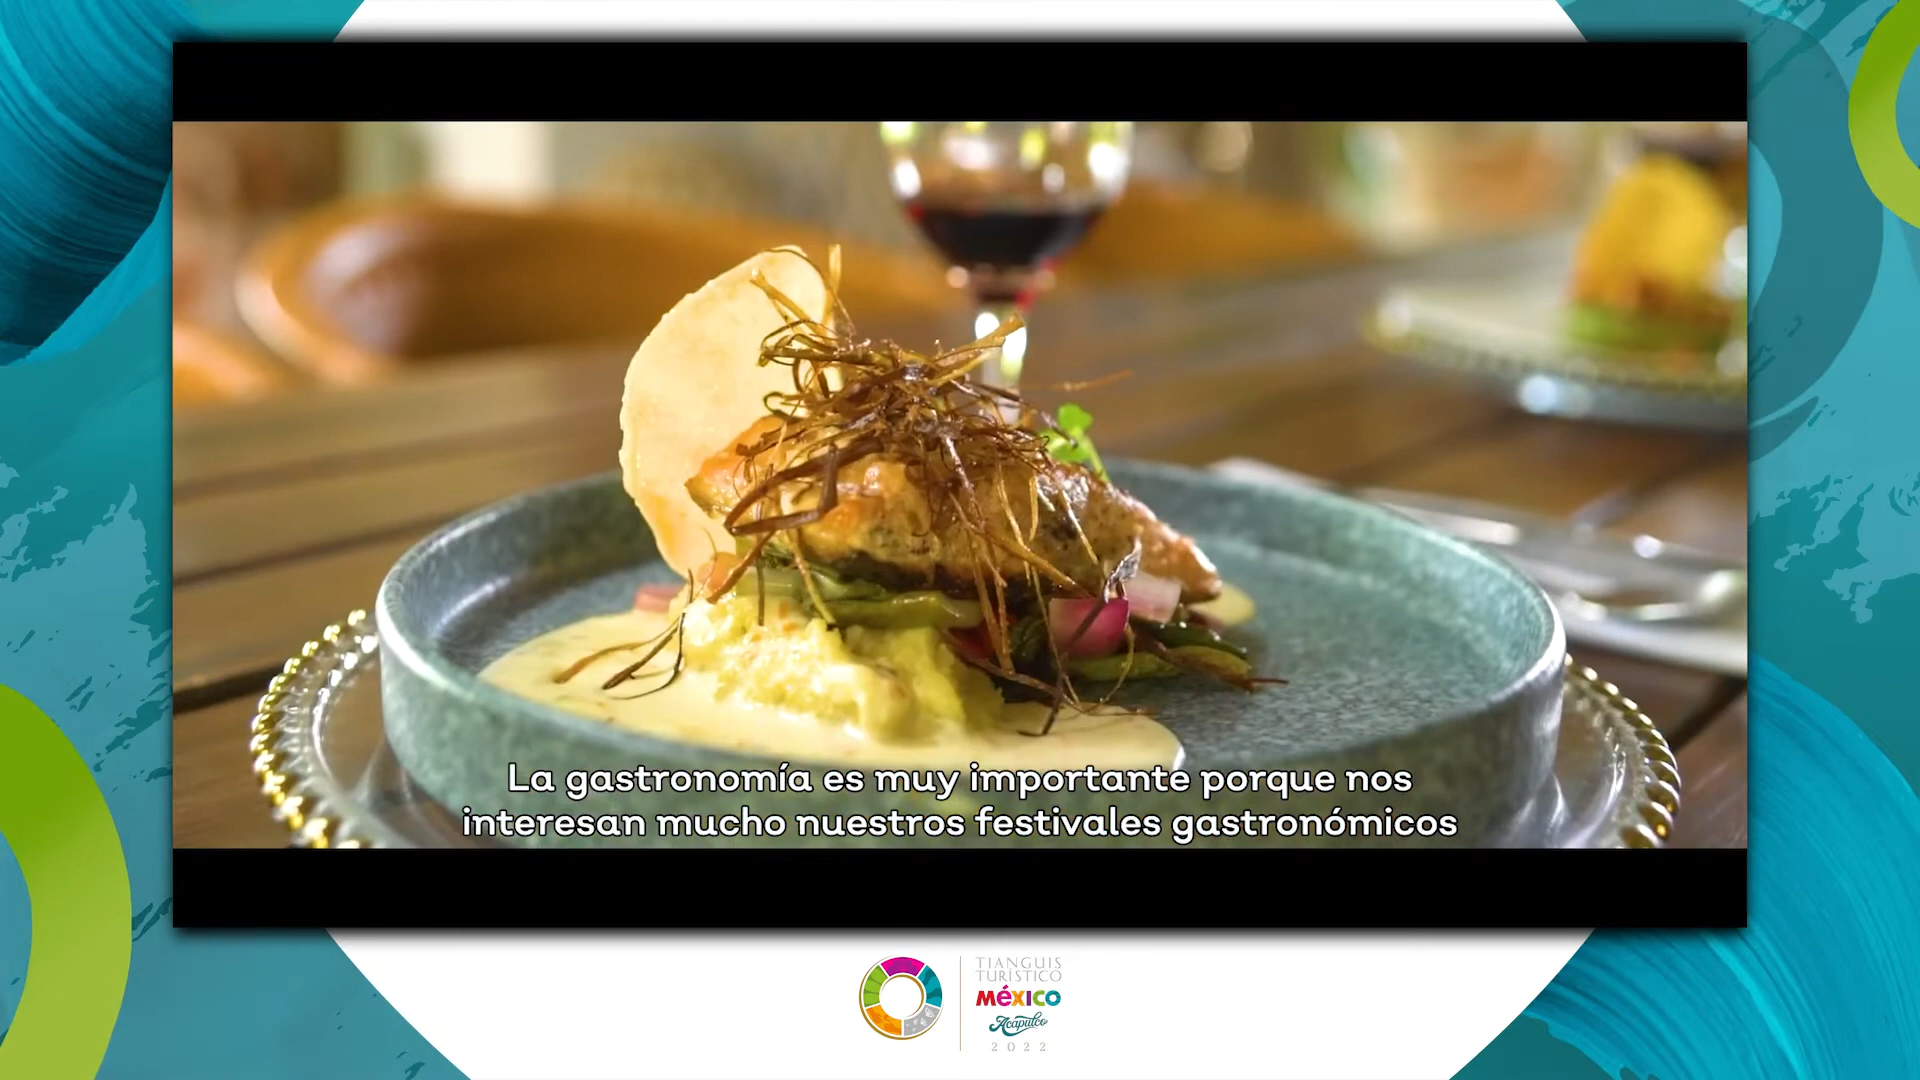 La gastronomía es muy importante porque nos
interesan mucho nuestros festivales gastronómicos
TIANGUIS
TURÍSTICO
MÉXICO
Acapulco
2022